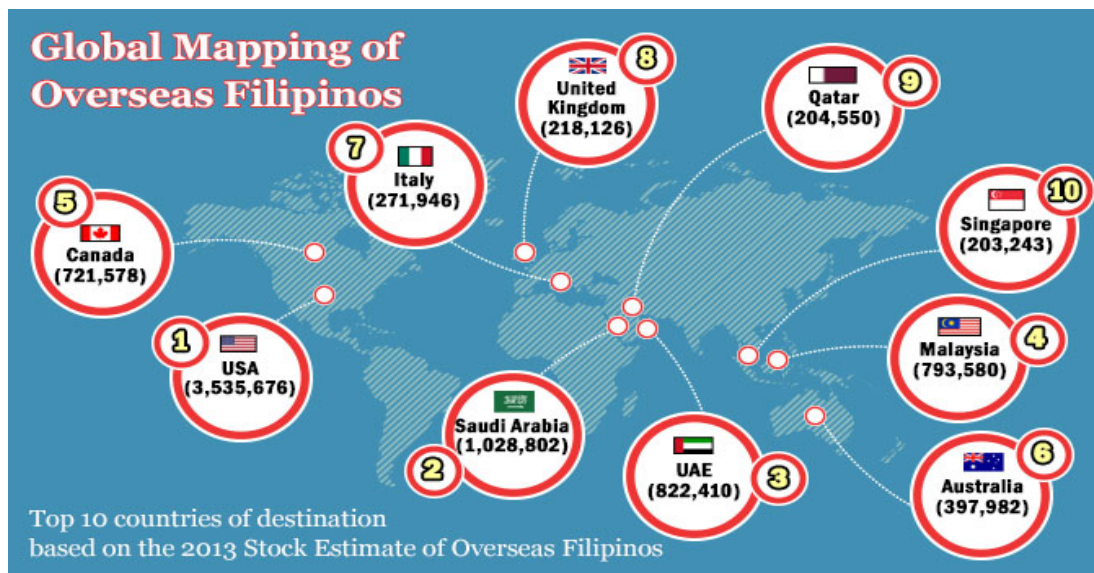 Global Mapping of
Overseas Filipinos
8
United
Kingdom
(218,126)
9
Qatar
(204,550)
7
Italy
(271,946)
10
Singapore
(203,243)
5
Canada
(721,578)
4
Malaysia
(793,580)
1
USA
(3,535,676)
2
Saudi Arabia
(1,028,802)
3
UAE
(822,410)
6
Australia
(397,982)
Top 10 countries of destination
based on the 2013 Stock Estimate of Overseas Filipinos